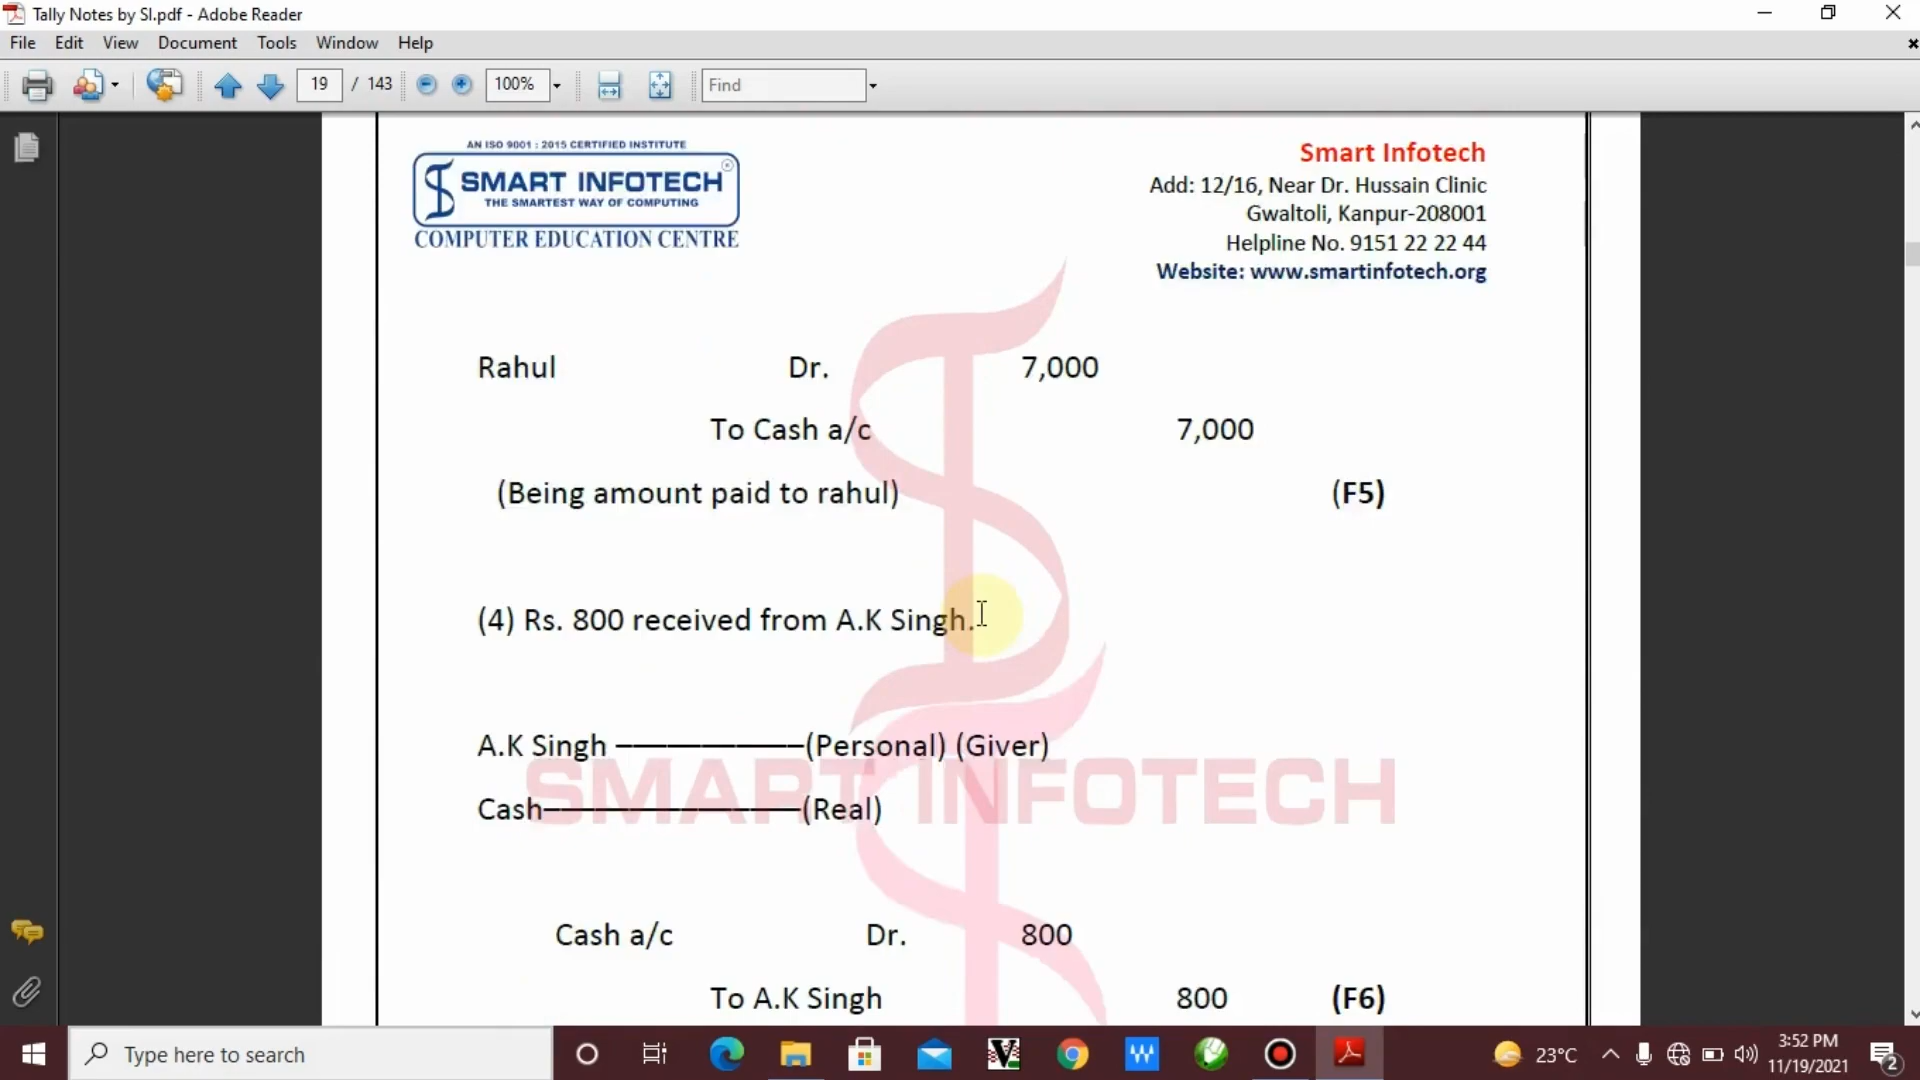 Tally Notes by SI.pdf - Adobe Reader
File Edit View Document Tools Window Help
19 / 143 100% Find
AN ISO 9001 : 2015 CERTIFIED INSTITUTE
SMART INFOTECH
THE SMARTEST WAY OF COMPUTING
COMPUTER EDUCATION CENTRE
Smart Infotech
Add: 12/16, Near Dr. Hussain Clinic
Gwaltoli, Kanpur-208001
Helpline No. 9151 22 22 44
Website: www.smartinfotech.org
Rahul Dr. 7,000
To Cash a/c 7,000
(Being amount paid to rahul) (F5)
(4) Rs. 800 received from A.K Singh.
A.K Singh ——————(Personal) (Giver)
Cash————————(Real)
SMART INFOTECH
Cash a/c Dr. 800
To A.K Singh 800 (F6)
Type here to search
23°C
3:52 PM
11/19/2021
2